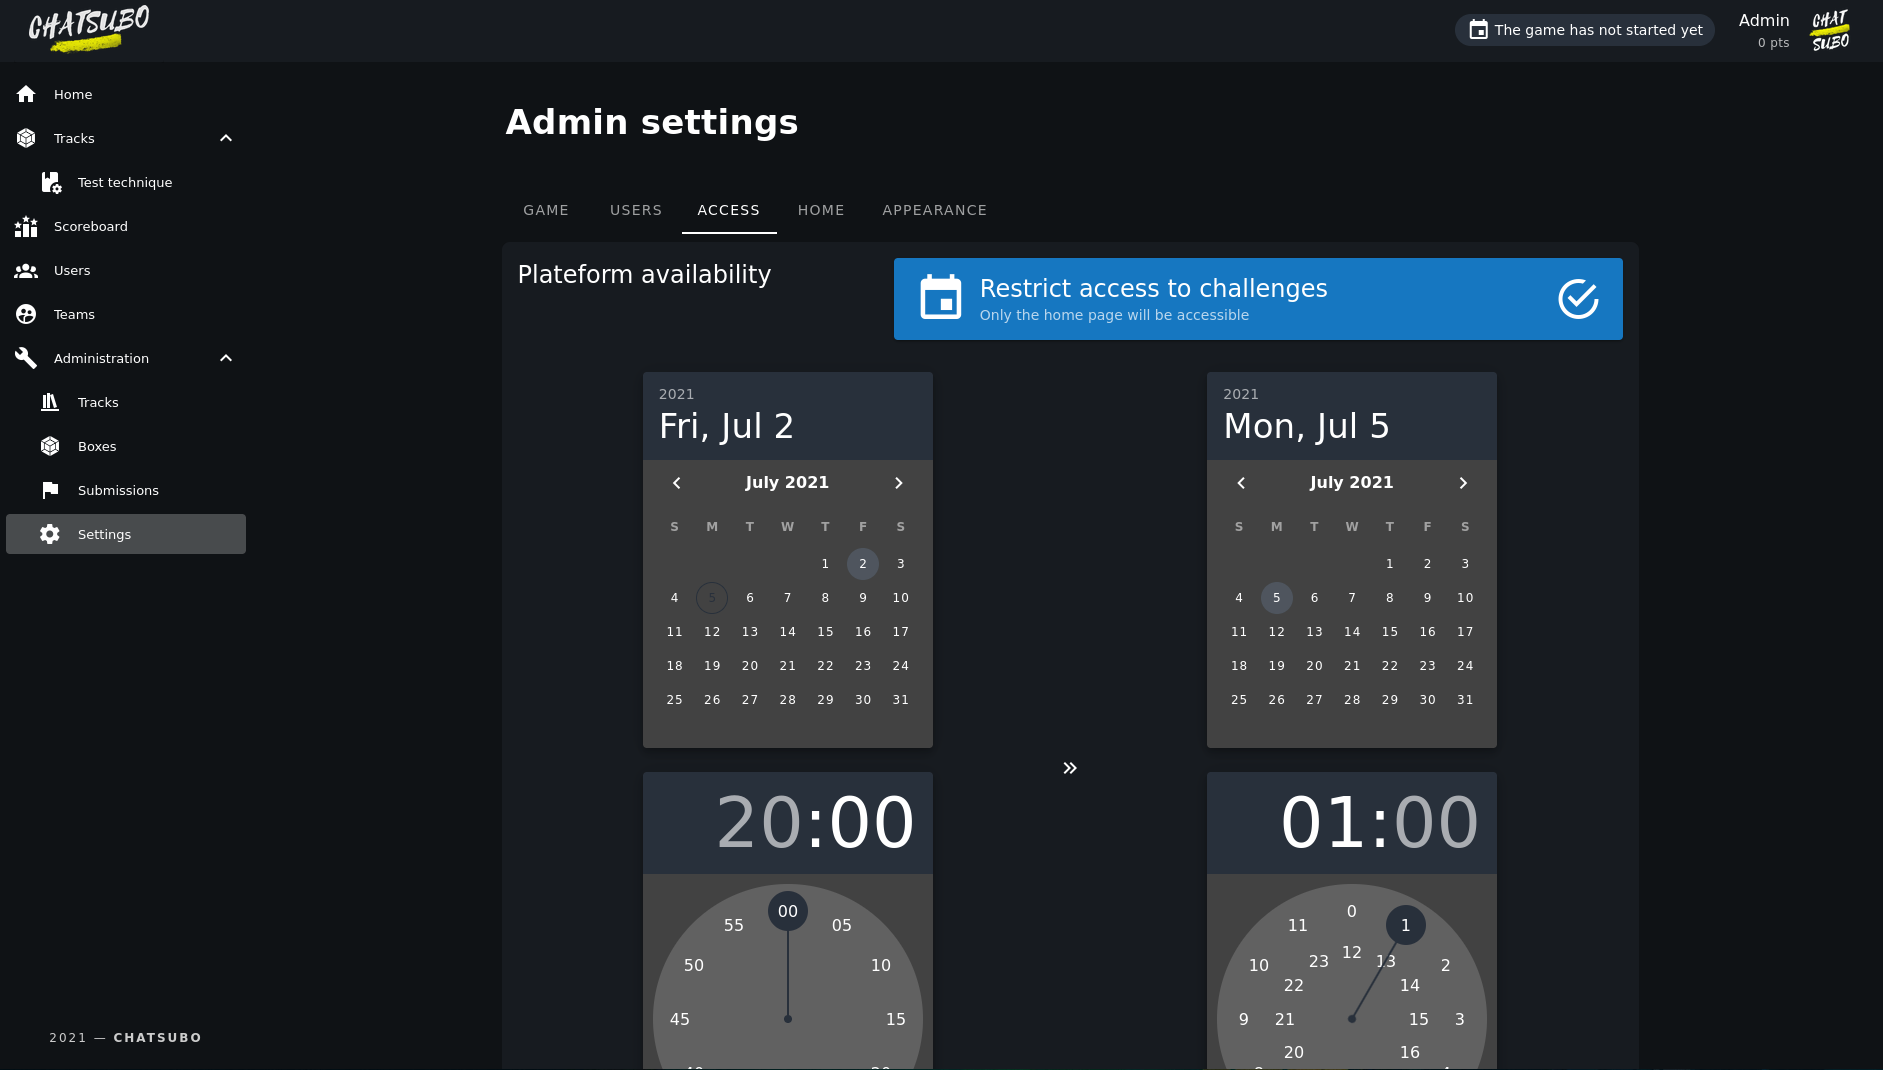 CHATSUBO
The game has not started yet
Admin
0 pts
CHAT
SUBO
Home
Tracks
Test technique
Scoreboard
Users
Teams
Administration
Tracks
Boxes
Submissions
Settings
2021 — CHATSUBO
Admin settings
GAME USERS ACCESS HOME APPEARANCE
Plateform availability
Restrict access to challenges
Only the home page will be accessible
2021
Fri, Jul 2
July 2021
S M T W T F S
1 2 3
4 5 6 7 8 9 10
11 12 13 14 15 16 17
18 19 20 21 22 23 24
25 26 27 28 29 30 31
20:00
00
55 05
50 10
45 15
2021
Mon, Jul 5
July 2021
S M T W T F S
1 2 3
4 5 6 7 8 9 10
11 12 13 14 15 16 17
18 19 20 21 22 23 24
25 26 27 28 29 30 31
01:00
0
11 1
12
10 23 13 2
22 14
9 21 15 3
20 16